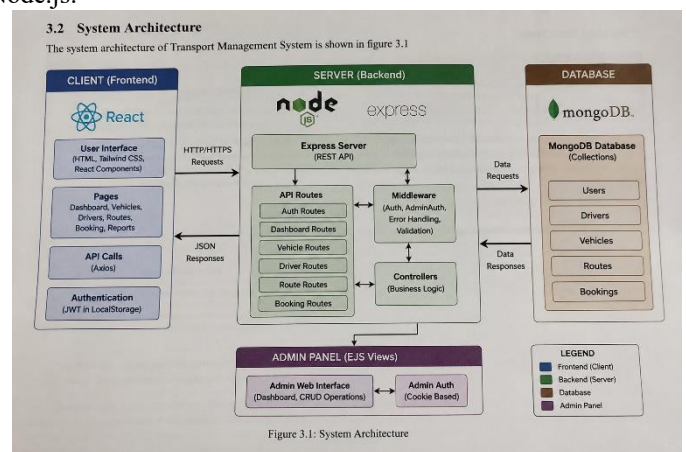 Node.js.
3.2 System Architecture
The system architecture of Transport Management System is shown in figure 3.1
CLIENT (Frontend)
React
User Interface
(HTML, Tailwind CSS,
React Components)
Pages
Dashboard, Vehicles,
Drivers, Routes,
Booking, Reports
API Calls
(Axios)
Authentication
(JWT in LocalStorage)
HTTP/HTTPS
Requests
JSON
Responses
SERVER (Backend)
node
JS
express
Express Server
(REST API)
API Routes
Auth Routes
Dashboard Routes
Vehicle Routes
Driver Routes
Route Routes
Booking Routes
Middleware
(Auth, AdminAuth,
Error Handling,
Validation)
Controllers
(Business Logic)
Data
Requests
Data
Responses
DATABASE
mongoDB
MongoDB Database
(Collections)
Users
Drivers
Vehicles
Routes
Bookings
ADMIN PANEL (EJS Views)
Admin Web Interface
(Dashboard, CRUD Operations)
Admin Auth
(Cookie Based)
LEGEND
Frontend (Client)
Backend (Server)
Database
Admin Panel
Figure 3.1: System Architecture